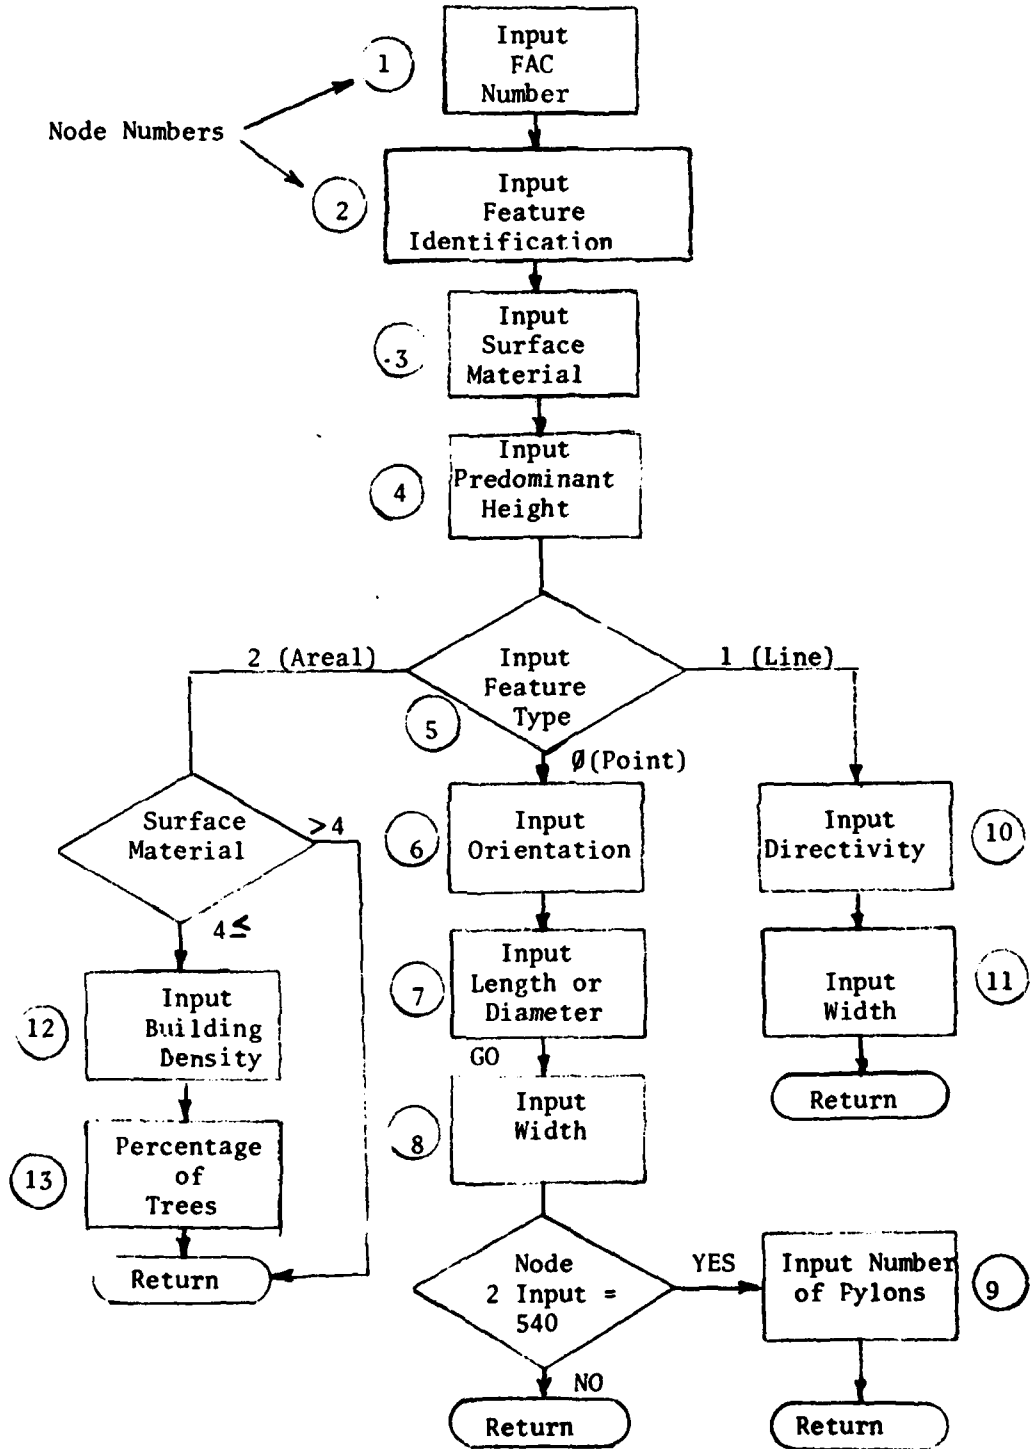 1
Input
FAC
Number
Node Numbers
2
Input
Feature
Identification
.3
Input
Surface
Material
4
Input
Predominant
Height
2 (Areal)
Input
Feature
Type
1 (Line)
5
Ø(Point)
Surface
Material
>4
4≤
6
Input
Orientation
Input
Directivity
10
7
Input
Length or
Diameter
GO
Input
Width
11
Return
12
Input
Building
Density
8
Input
Width
13
Percentage
of
Trees
Return
Node
2 Input =
540
YES
NO
Input Number
of Pylons
9
Return
Return